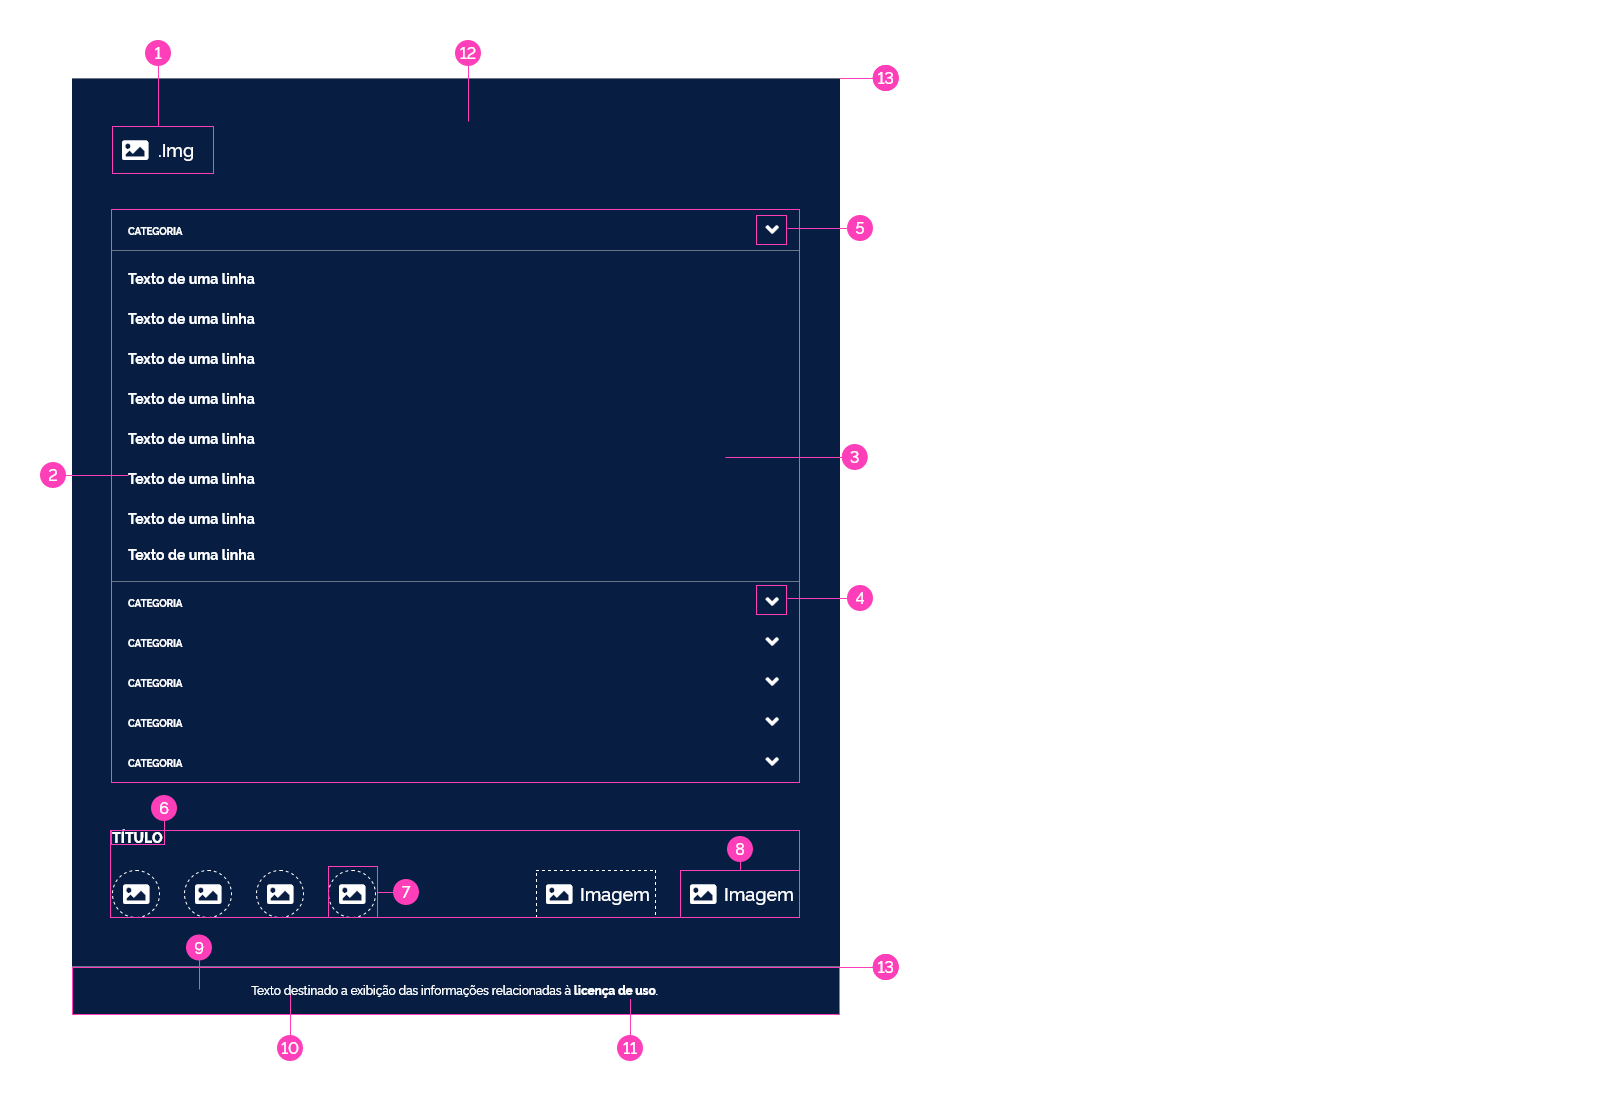 1
12
13
.Img
CATEGORIA
5
Texto de uma linha
Texto de uma linha
Texto de uma linha
Texto de uma linha
Texto de uma linha
3
2
Texto de uma linha
Texto de uma linha
Texto de uma linha
CATEGORIA
4
CATEGORIA
CATEGORIA
CATEGORIA
CATEGORIA
6
TÍTULO
8
7
Imagem
Imagem
9
13
Texto destinado a exibição das informações relacionadas à licença de uso.
10
11